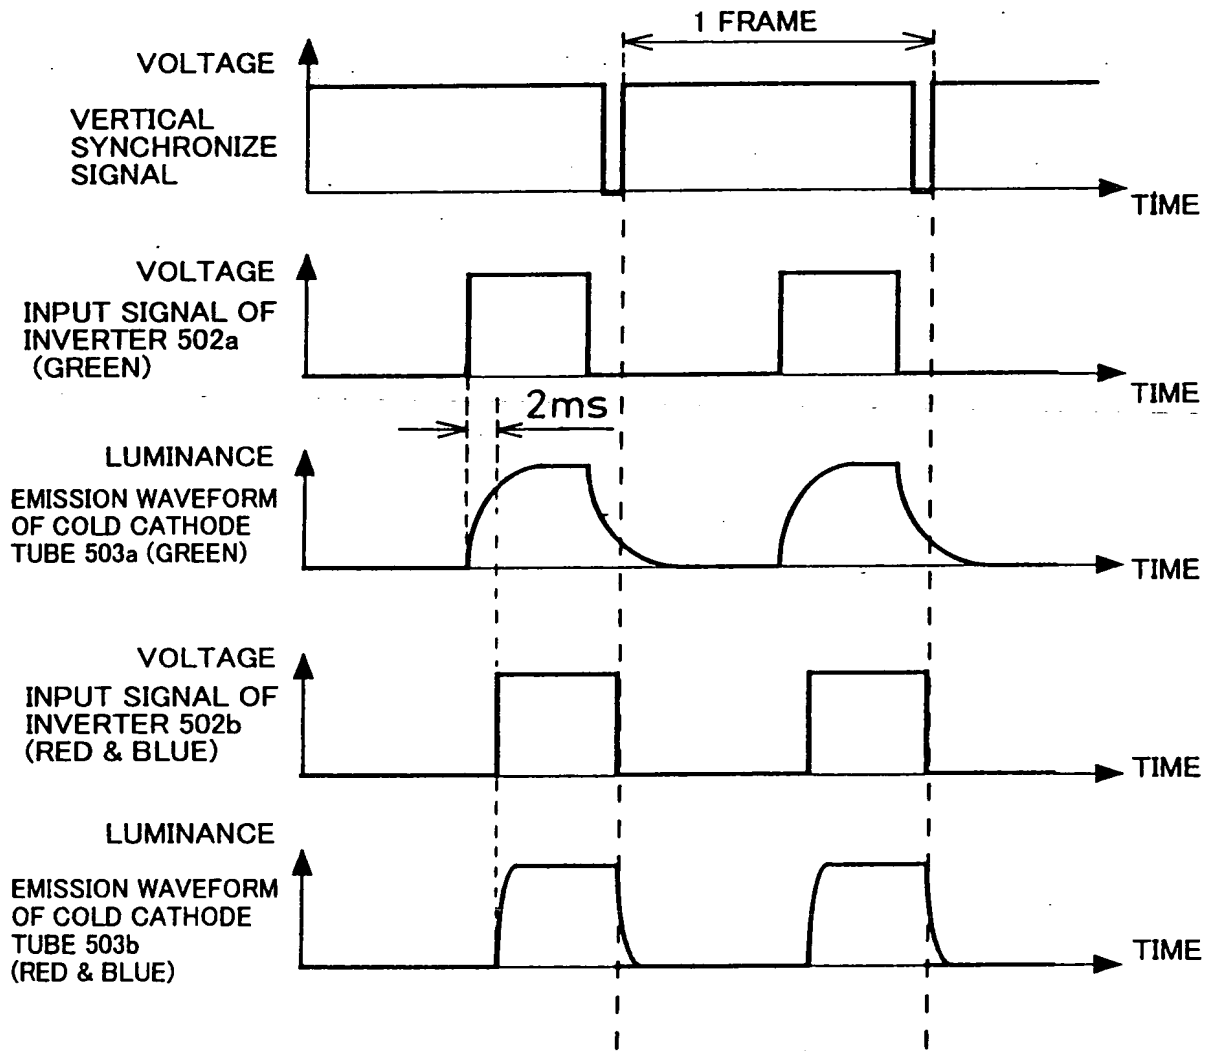 1 FRAME
VOLTAGE
VERTICAL
SYNCHRONIZE
SIGNAL
TIME
VOLTAGE
INPUT SIGNAL OF
INVERTER 502a
(GREEN)
TIME
2ms
LUMINANCE
EMISSION WAVEFORM
OF COLD CATHODE
TUBE 503a (GREEN)
TIME
VOLTAGE
INPUT SIGNAL OF
INVERTER 502b
(RED & BLUE)
TIME
LUMINANCE
EMISSION WAVEFORM
OF COLD CATHODE
TUBE 503b
(RED & BLUE)
TIME